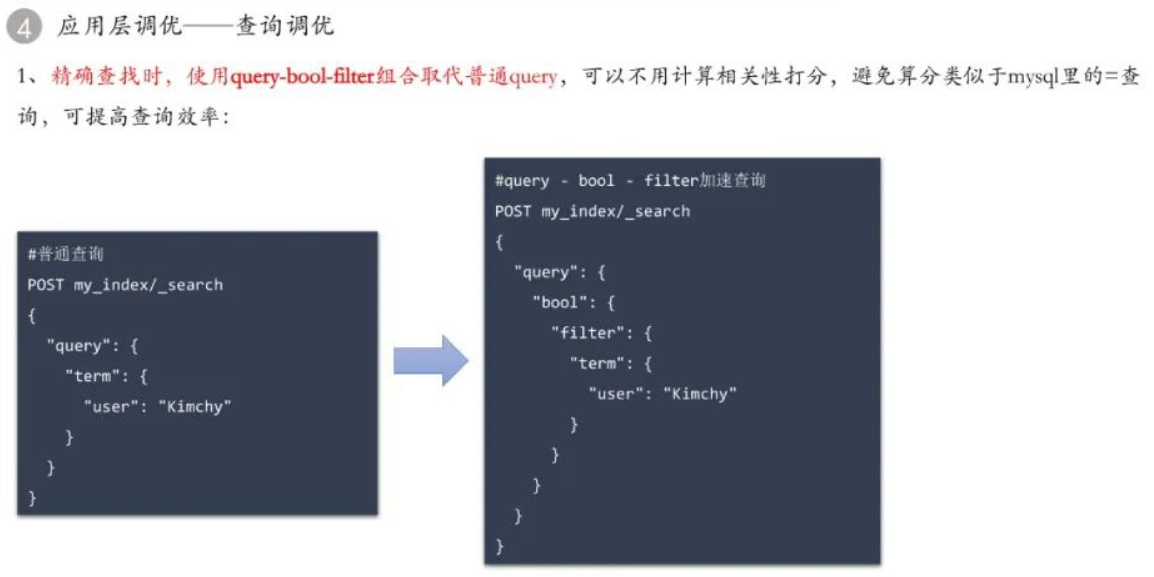 4 应用层调优——查询调优
1、精确查找时，使用query-bool-filter组合取代普通query，可以不用计算相关性打分，避免算分类似于mysql里的=查
询，可提高查询效率：
#普通查询
POST my_index/_search
{
  "query": {
    "term": {
      "user": "Kimchy"
    }
  }
}
#query - bool - filter加速查询
POST my_index/_search
{
  "query": {
    "bool": {
      "filter": {
        "term": {
          "user": "Kimchy"
        }
      }
    }
  }
}